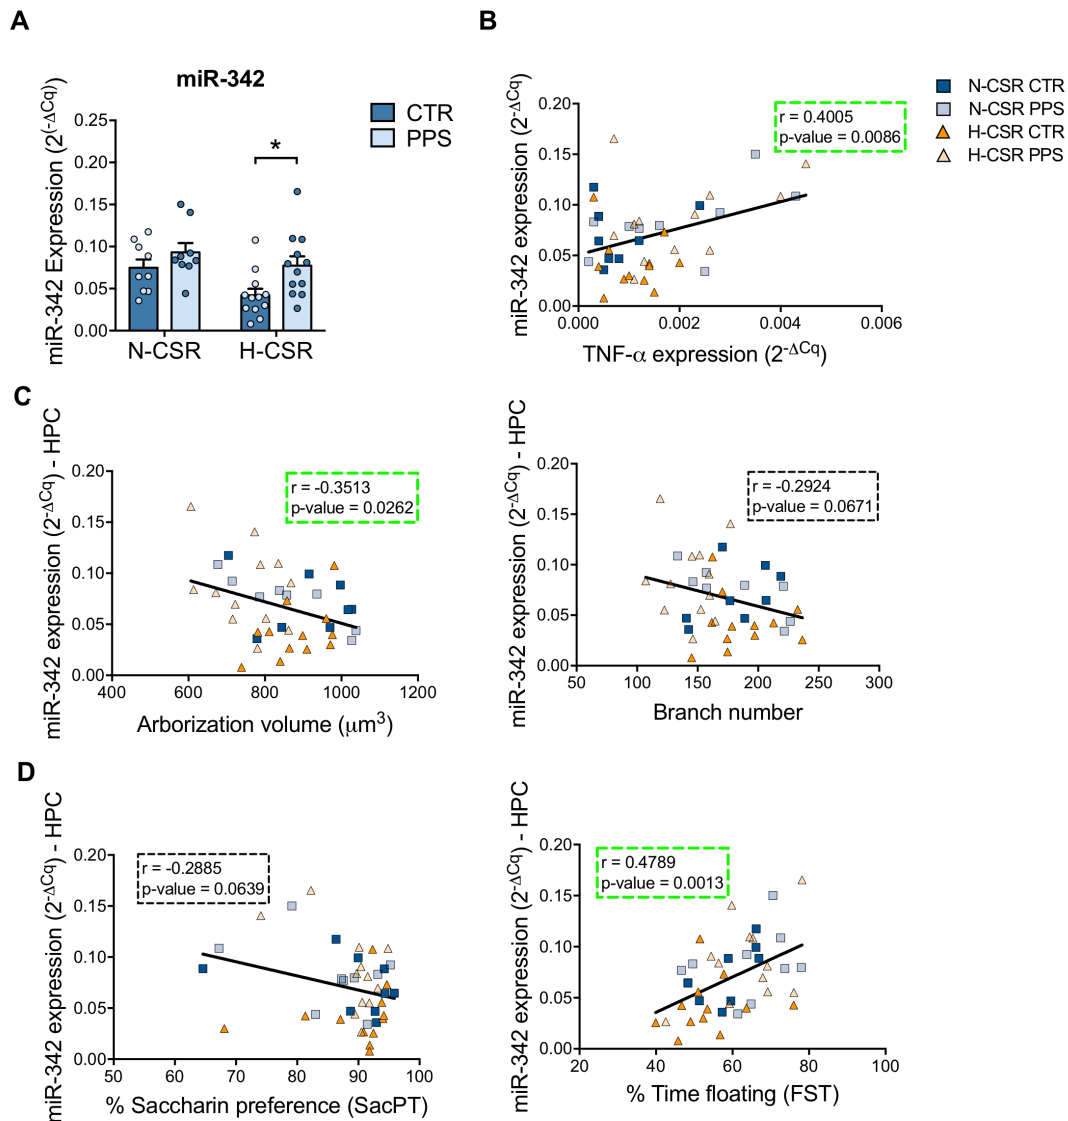 A
miR-342
miR-342 Expression (2(-ΔCq))
0.25
0.20
0.15
0.10
0.05
0.00
*
N-CSR
H-CSR
CTR
PPS
B
miR-342 expression (2-ΔCq)
0.20
0.15
0.10
0.05
0.00
r = 0.4005
p-value = 0.0086
0.000
0.002
0.004
0.006
TNF-α expression (2-ΔCq)
N-CSR CTR
N-CSR PPS
H-CSR CTR
H-CSR PPS
C
miR-342 expression (2-ΔCq) - HPC
0.20
0.15
0.10
0.05
0.00
r = -0.3513
p-value = 0.0262
400
600
800
1000
1200
Arborization volume (μm3)
miR-342 expression (2-ΔCq) - HPC
0.20
0.15
0.10
0.05
0.00
r = -0.2924
p-value = 0.0671
50
100
150
200
250
300
Branch number
D
miR-342 expression (2-ΔCq) - HPC
0.20
0.15
0.10
0.05
0.00
r = -0.2885
p-value = 0.0639
50
60
70
80
90
100
% Saccharin preference (SacPT)
miR-342 expression (2-ΔCq) - HPC
0.20
0.15
0.10
0.05
0.00
r = 0.4789
p-value = 0.0013
20
40
60
80
100
% Time floating (FST)